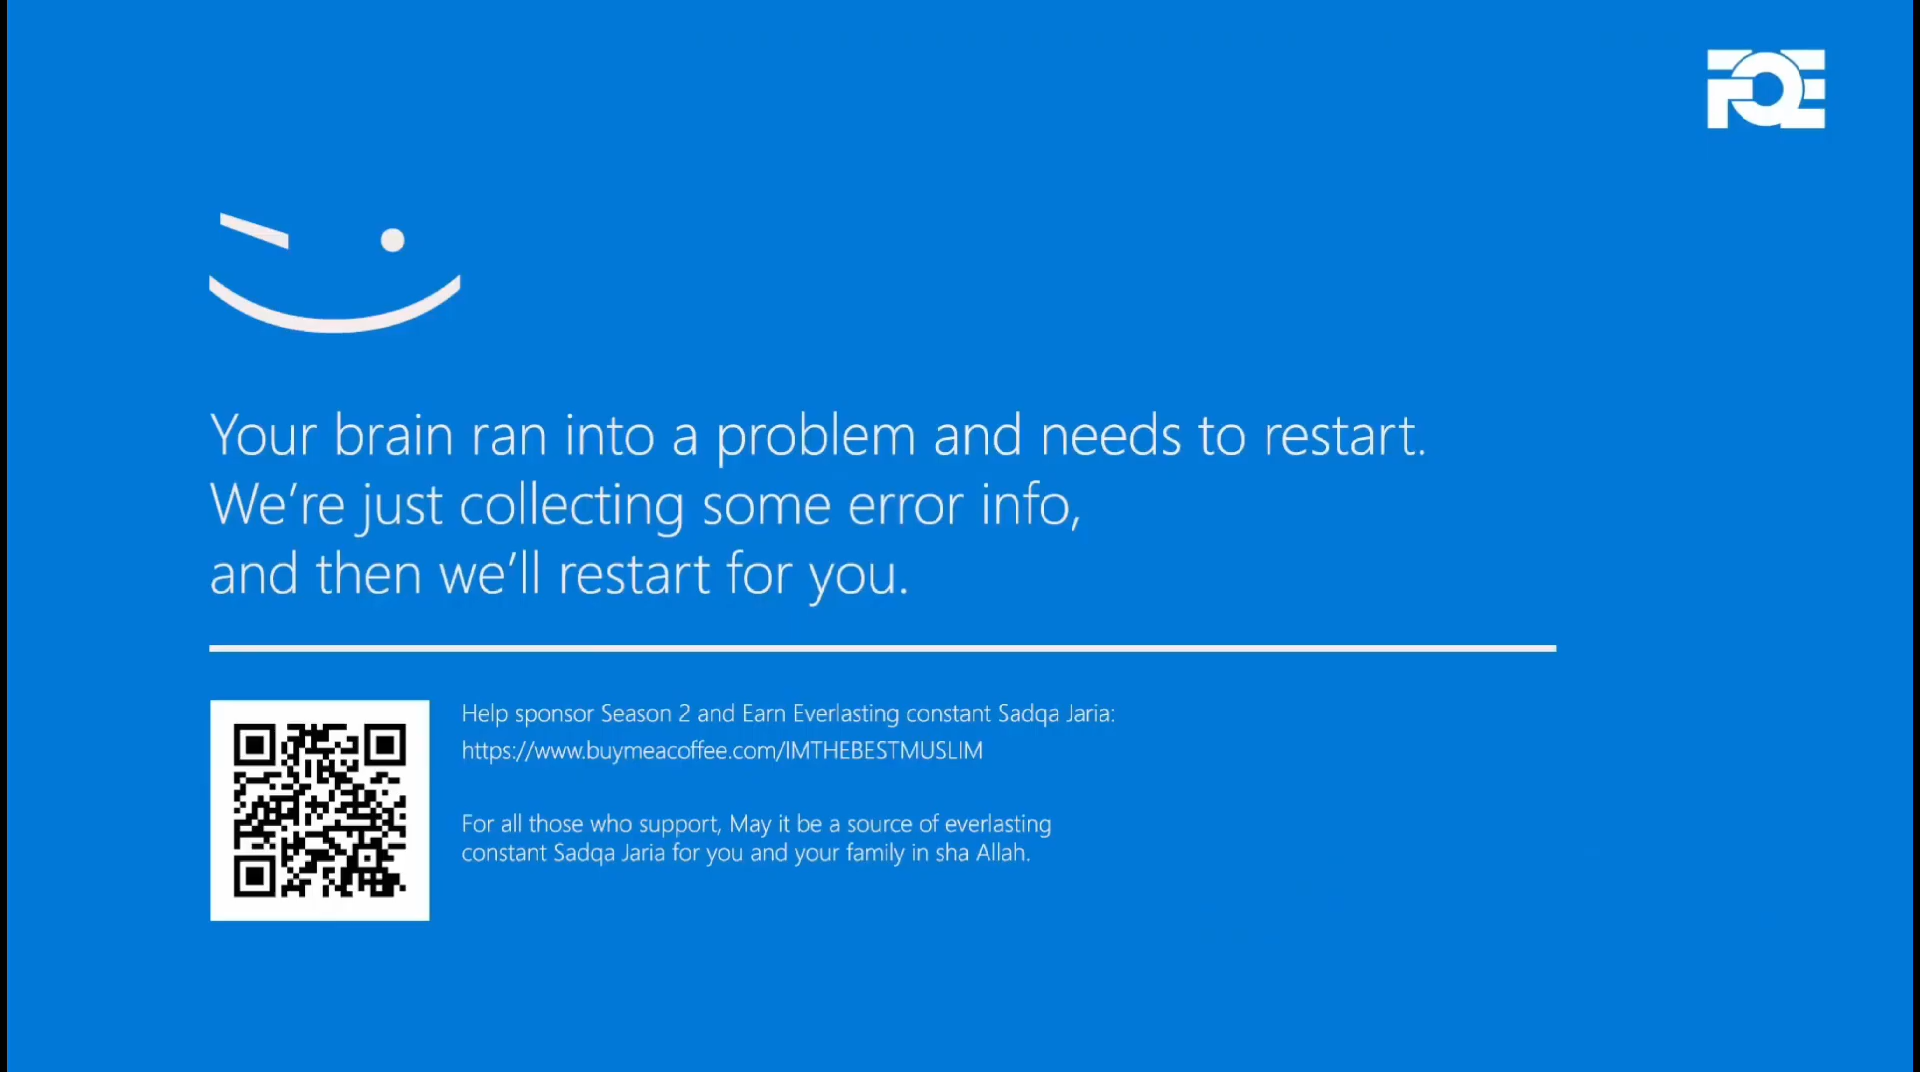 FOE
Your brain ran into a problem and needs to restart.
We're just collecting some error info,
and then we'll restart for you.
Help sponsor Season 2 and Earn Everlasting constant Sadqa Jaria:
https://www.buymeacoffee.com/IMTHEBESTMUSLIM
For all those who support, May it be a source of everlasting
constant Sadqa Jaria for you and your family in sha Allah.